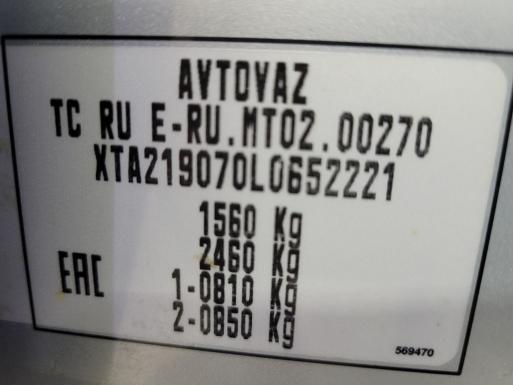 AVTOVAZ
TC RU E-RU.MT02.00270
XTA219070L0652221
1560 Kg
2460 Kg
EAC
1-0810 Kg
2-0850 Kg
569470